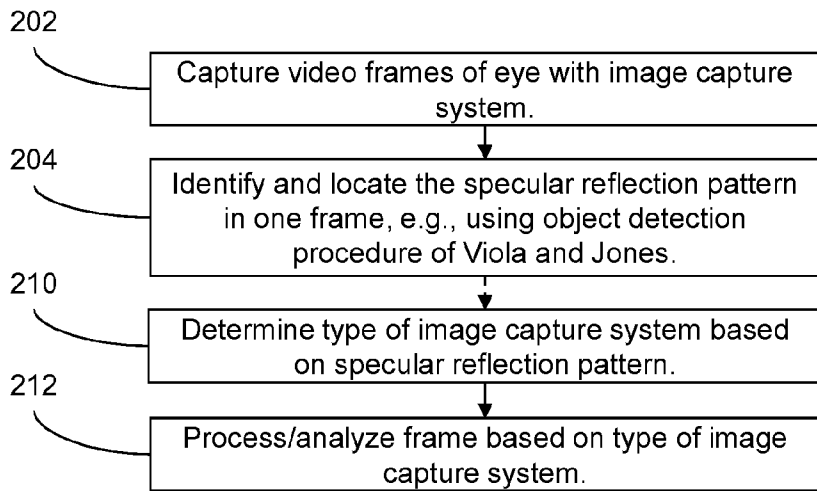 202
Capture video frames of eye with image capture
system.
204
Identify and locate the specular reflection pattern
in one frame, e.g., using object detection
procedure of Viola and Jones.
210
Determine type of image capture system based
on specular reflection pattern.
212
Process/analyze frame based on type of image
capture system.